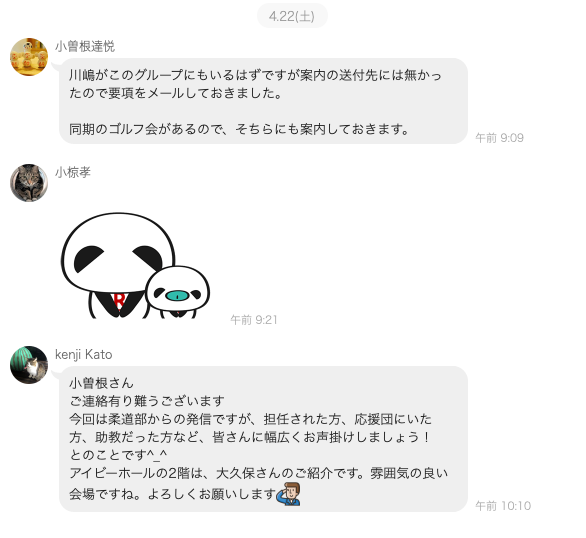 4.22(土)
小曽根達悦
川嶋がこのグループにもいるはずですが案内の送付先には無かっ
たので要項をメールしておきました。
同期のゴルフ会があるので、そちらにも案内しておきます。
午前 9:09
小椋孝
B
午前 9:21
kenji Kato
小曽根さん
ご連絡有り難うございます
今回は柔道部からの発信ですが、担任された方、応援団にいた
方、助教だった方など、皆さんに幅広くお声掛けしましょう！
とのことです^_^
アイビーホールの2階は、大久保さんのご紹介です。雰囲気の良い
会場ですね。よろしくお願いします
午前 10:10